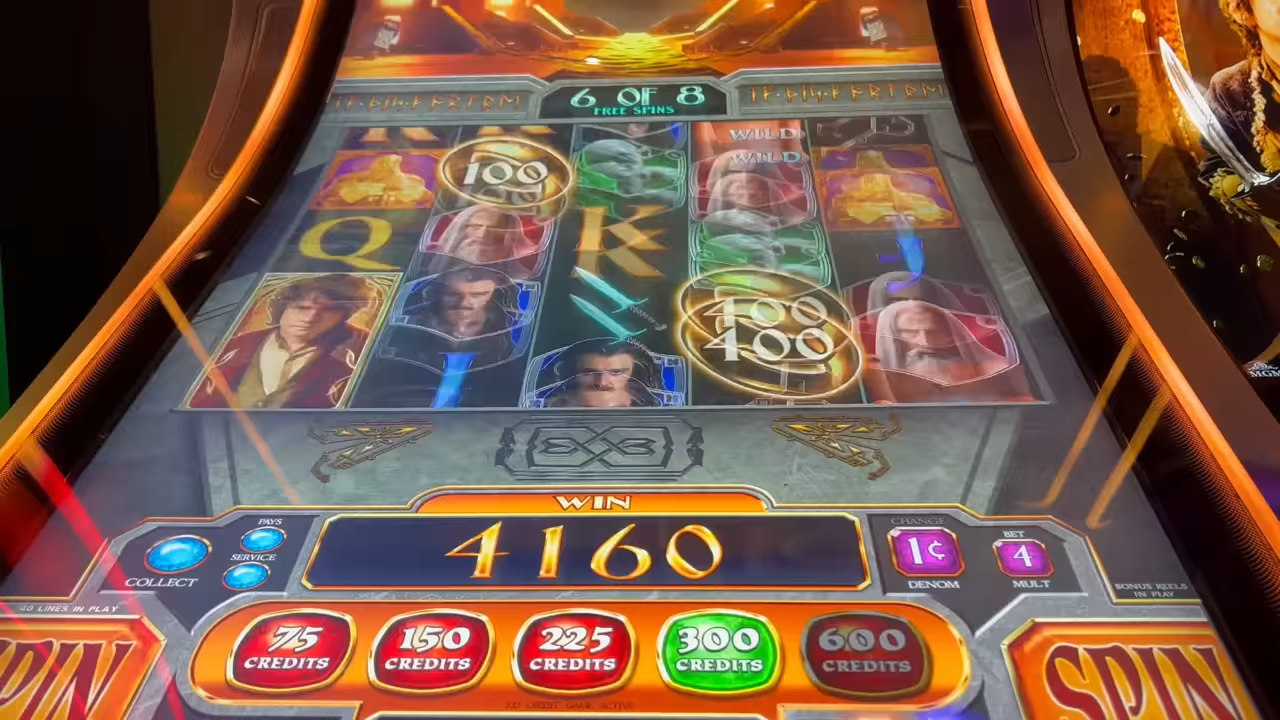 6 OF 8
FREE SPINS
WILD
WILD
100
Q
K
J
400
400
J
MGM
WIN
4160
PAYS
SERVICE
COLLECT
CHANGE
1¢
DENOM
BET
4
MULT
BONUS REELS
IN PLAY
40 LINES IN PLAY
75
CREDITS
150
CREDITS
225
CREDITS
300
CREDITS
600
CREDITS
SPIN
SPIN